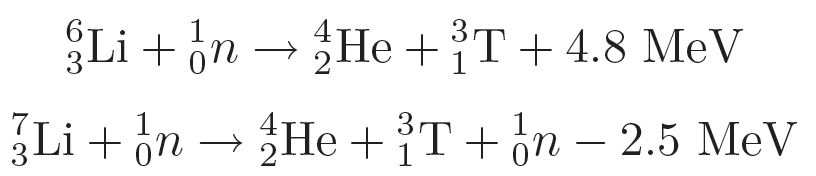 ⁶₃Li + ¹₀n → ⁴₂He + ³₁T + 4.8 MeV
⁷₃Li + ¹₀n → ⁴₂He + ³₁T + ¹₀n − 2.5 MeV